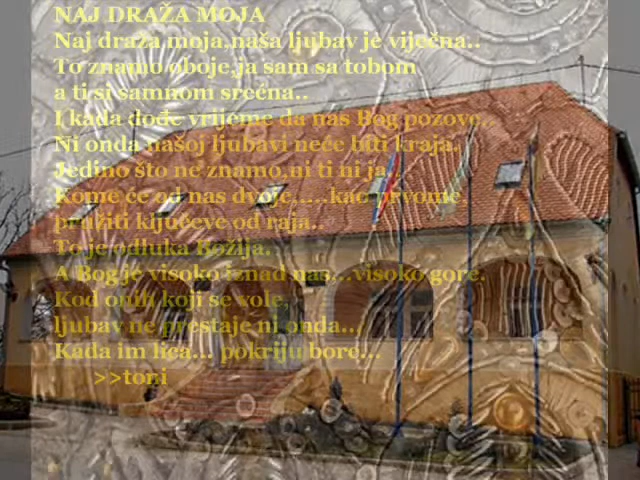 NAJ DRAŽA MOJA
Naj draža moja,naša ljubav je viječna..
To znamo oboje,ja sam sa tobom
a ti si samnom srećna..
I kada dođe vrijeme da nas Bog pozove,
Ni onda našoj ljubavi neće biti kraja.
Jedino što ne znamo,ni ti ni ja,
Kome će od nas dvoje,....kao prvome,
pružiti kljućeve od raja..
To je odluka Božija.
A Bog je visoko iznad nas,..visoko gore.
Kod onih koji se vole,
ljubav ne prestaje ni onda...
Kada im lica... pokriju bore...
>>toni